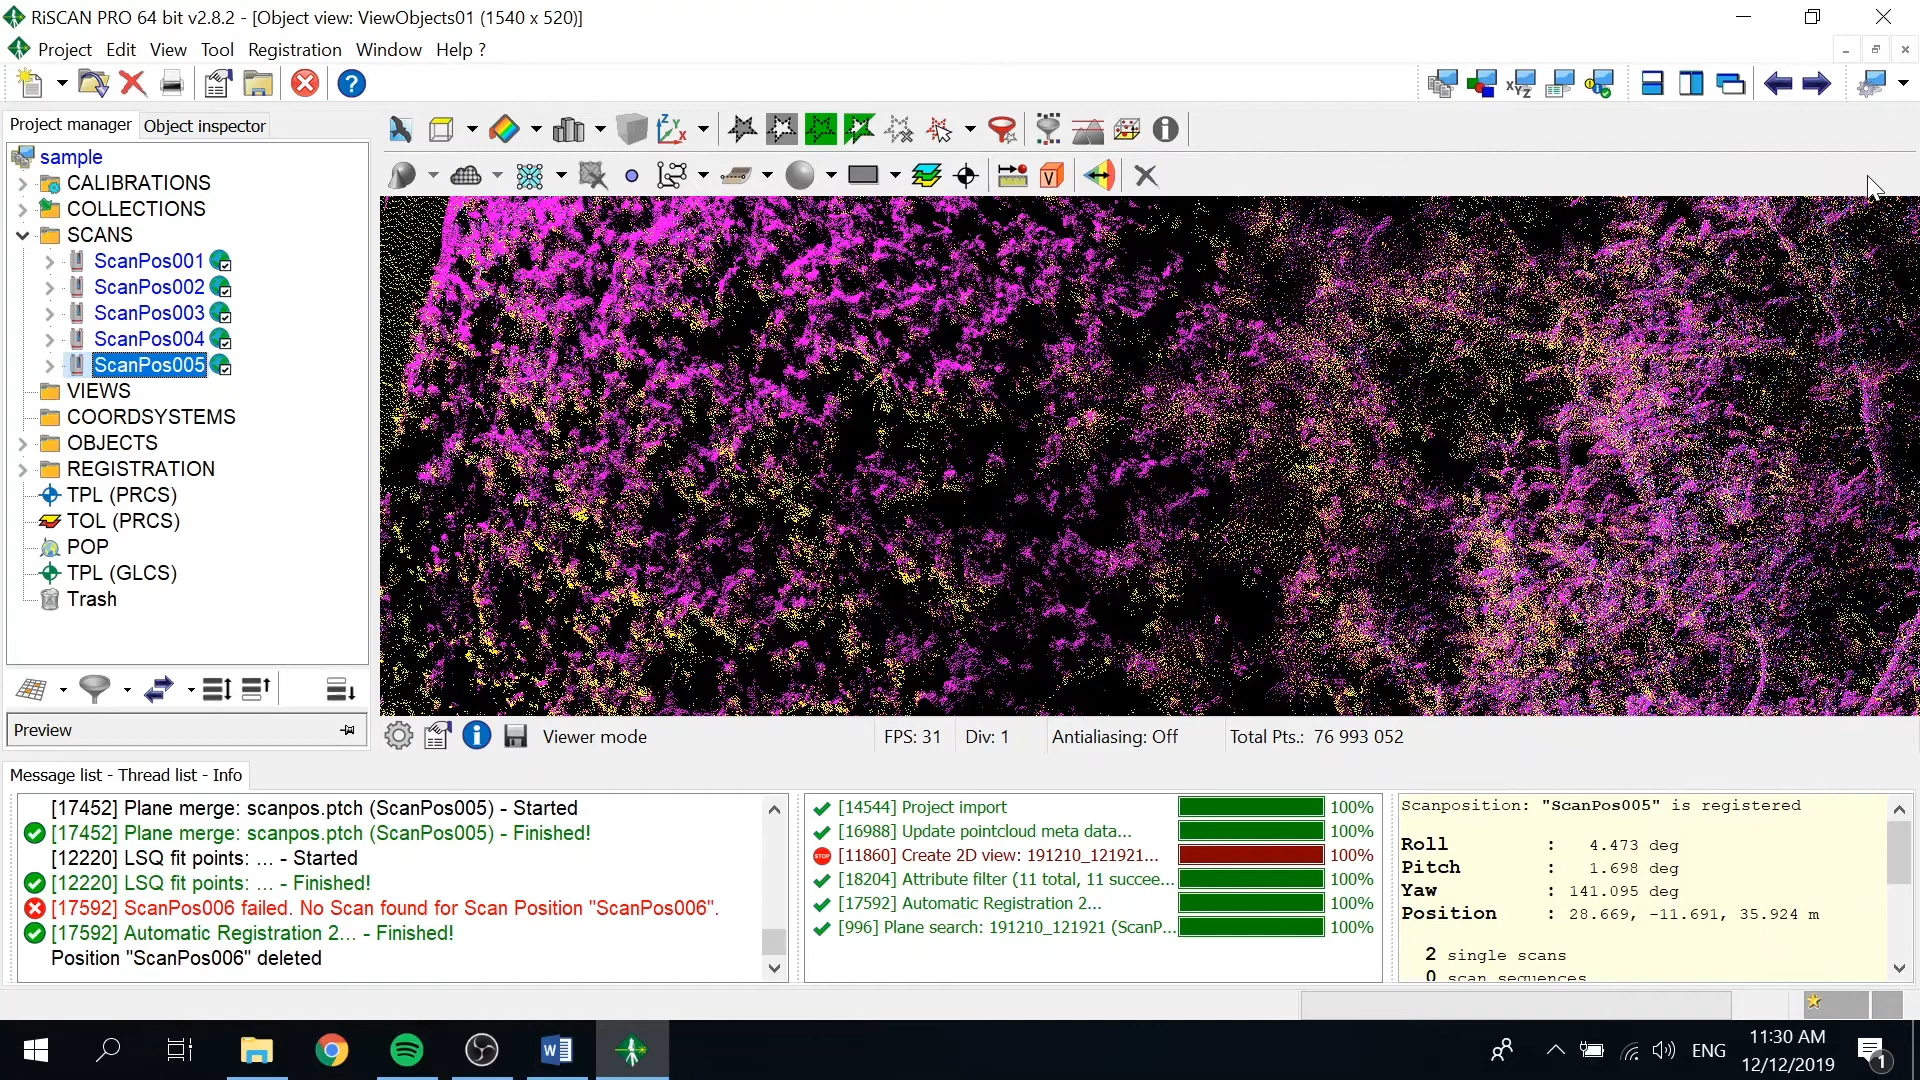 RiSCAN PRO 64 bit v2.8.2 - [Object view: ViewObjects01 (1540 x 520)]
Project Edit View Tool Registration Window Help ?
Project manager Object inspector
sample
CALIBRATIONS
COLLECTIONS
SCANS
ScanPos001
ScanPos002
ScanPos003
ScanPos004
ScanPos005
VIEWS
COORDSYSTEMS
OBJECTS
REGISTRATION
TPL (PRCS)
TOL (PRCS)
POP
TPL (GLCS)
Trash
Preview
Viewer mode FPS: 31 Div: 1 Antialiasing: Off Total Pts.: 76 993 052
Message list - Thread list - Info
[17452] Plane merge: scanpos.ptch (ScanPos005) - Started
[17452] Plane merge: scanpos.ptch (ScanPos005) - Finished!
[12220] LSQ fit points: ... - Started
[12220] LSQ fit points: ... - Finished!
[17592] ScanPos006 failed. No Scan found for Scan Position "ScanPos006".
[17592] Automatic Registration 2... - Finished!
Position "ScanPos006" deleted
[14544] Project import 100%
[16988] Update pointcloud meta data... 100%
[11860] Create 2D view: 191210_121921... 100%
[18204] Attribute filter (11 total, 11 succee... 100%
[17592] Automatic Registration 2... 100%
[996] Plane search: 191210_121921 (ScanP... 100%
Scanposition: "ScanPos005" is registered
Roll : 4.473 deg
Pitch : 1.698 deg
Yaw : 141.095 deg
Position : 28.669, -11.691, 35.924 m
2 single scans
0 scan sequences
ENG
11:30 AM
12/12/2019
1